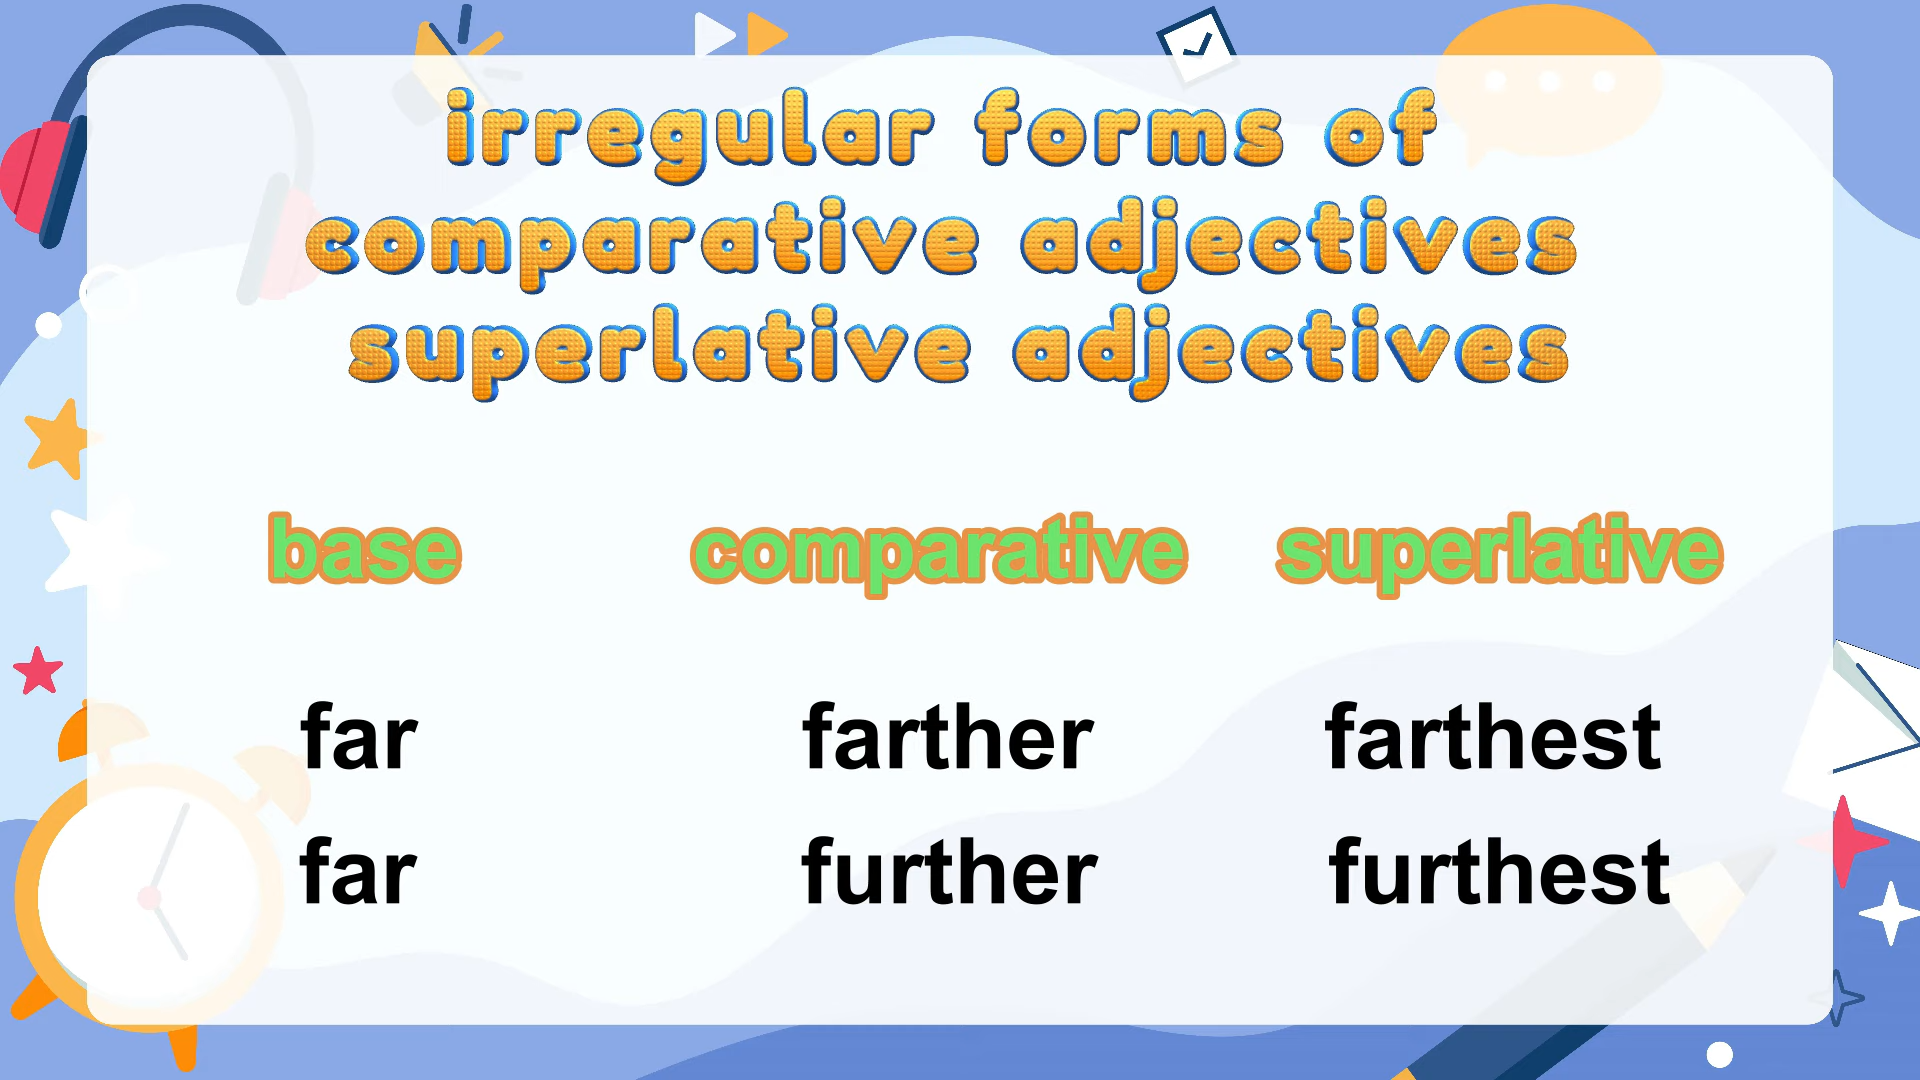 irregular forms of
comparative adjectives
superlative adjectives
base comparative superlative
far farther farthest
far further furthest